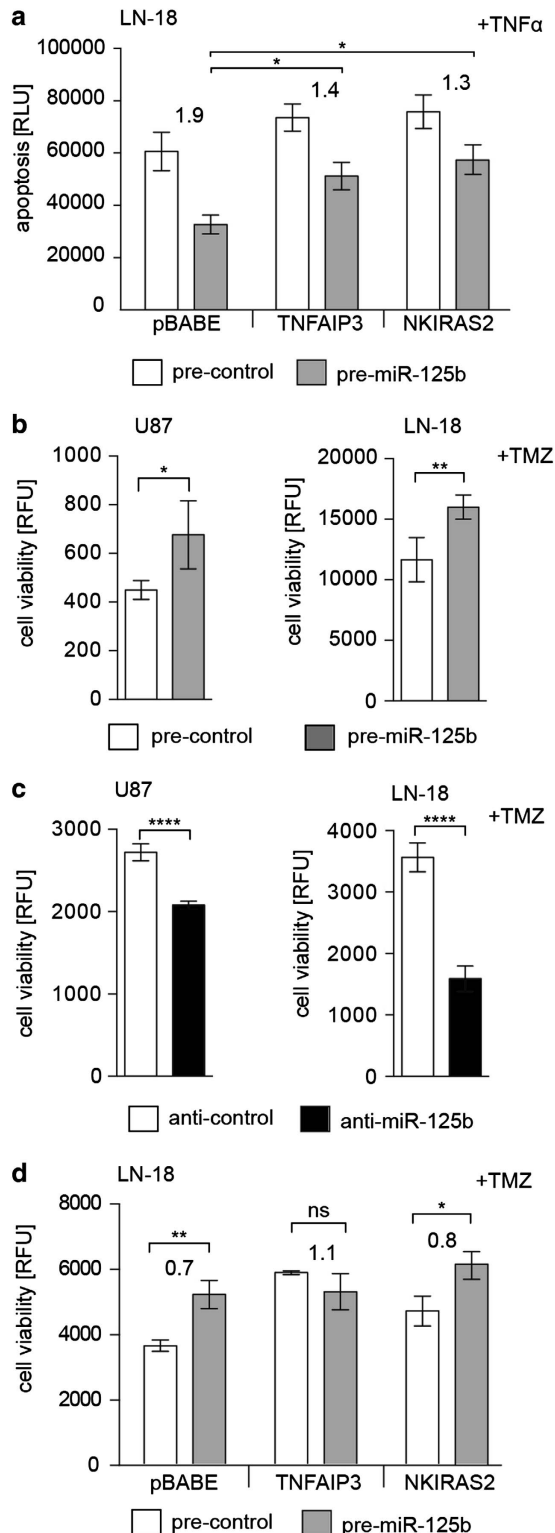 a LN-18 +TNFα
* 
*
1.9 1.4 1.3
apoptosis [RLU]
100000
80000
60000
40000
20000
0
pBABE TNFAIP3 NKIRAS2
pre-control pre-miR-125b
b U87 LN-18 +TMZ
* **
cell viability [RFU]
1000
800
600
400
200
0
cell viability [RFU]
20000
15000
10000
5000
0
pre-control pre-miR-125b
c U87 LN-18 +TMZ
**** ****
cell viability [RFU]
3000
2000
1000
0
cell viability [RFU]
4000
3000
2000
1000
0
anti-control anti-miR-125b
d LN-18 +TMZ
** ns *
0.7 1.1 0.8
cell viability [RFU]
8000
6000
4000
2000
0
pBABE TNFAIP3 NKIRAS2
pre-control pre-miR-125b